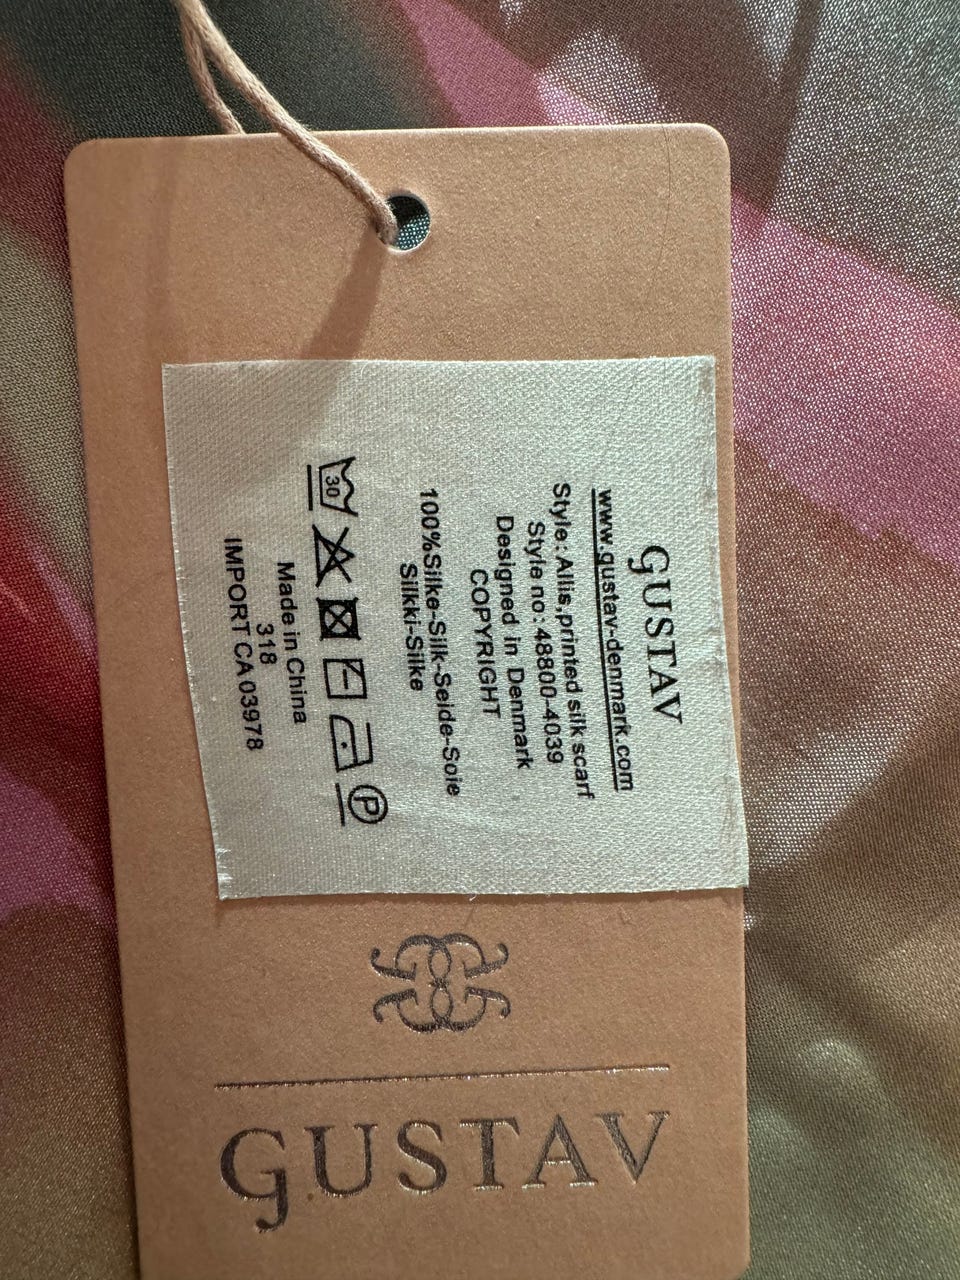 GUSTAV
www.gustav-denmark.com
Style:Allis,printed silk scarf
Style no:48800-4039
Designed in Denmark
COPYRIGHT
100%Silke-Silk-Seide-Soie
Silkki-Silke
30
P
Made in China
318
IMPORT CA 03978
GUSTAV